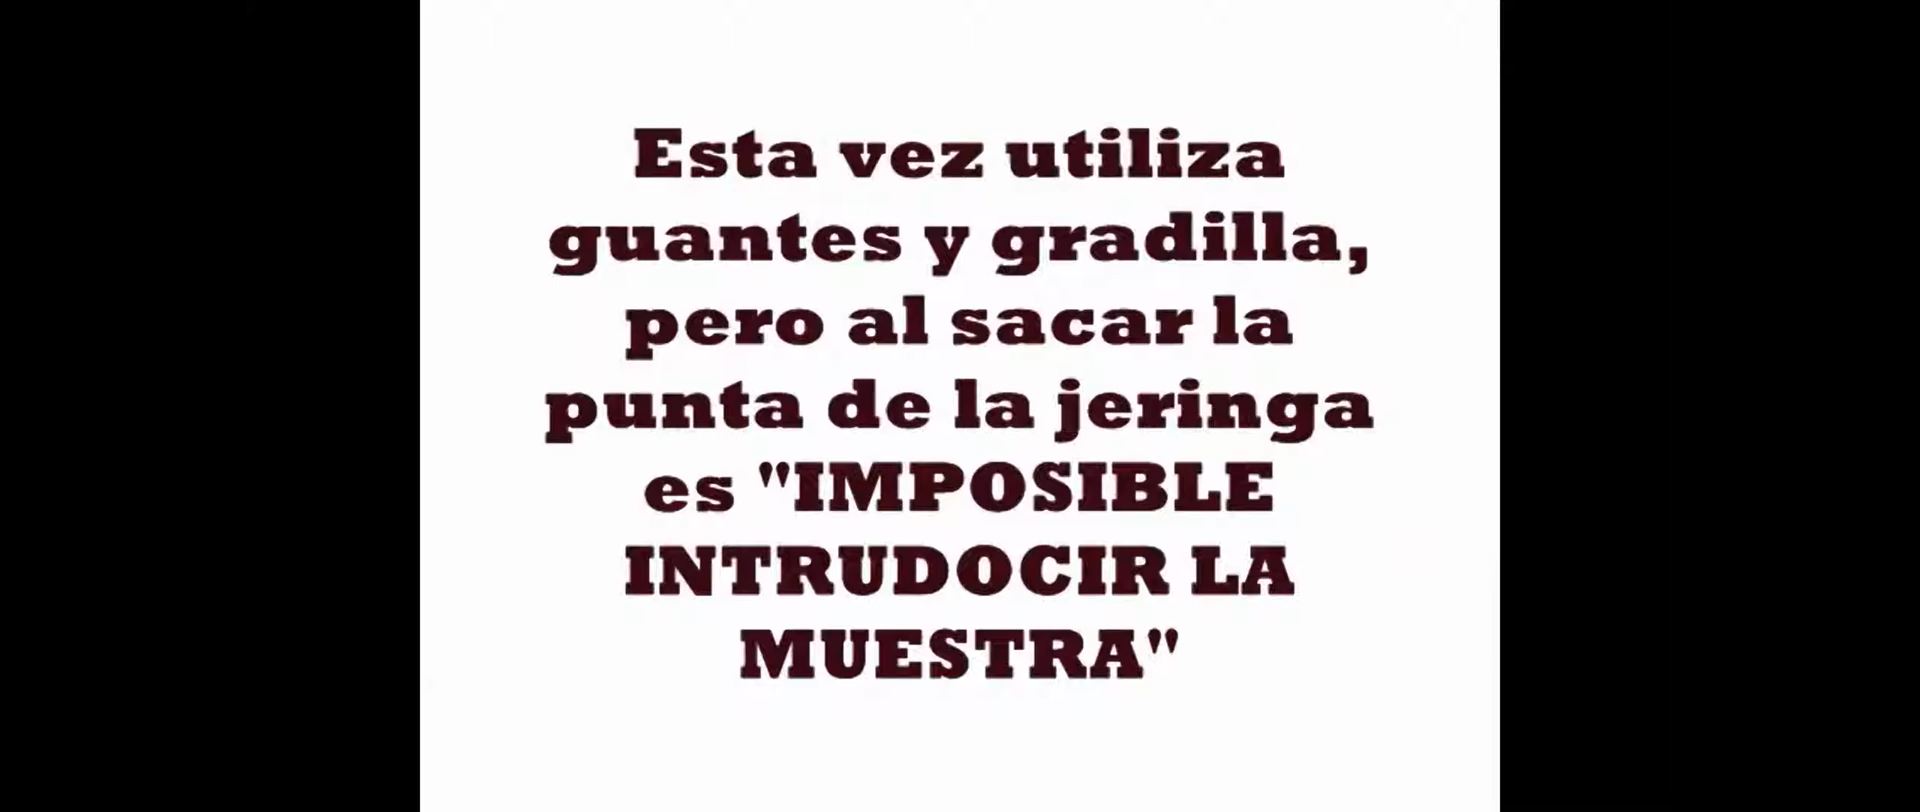 Esta vez utiliza
guantes y gradilla,
pero al sacar la
punta de la jeringa
es "IMPOSIBLE
INTRUDOCIR LA
MUESTRA"